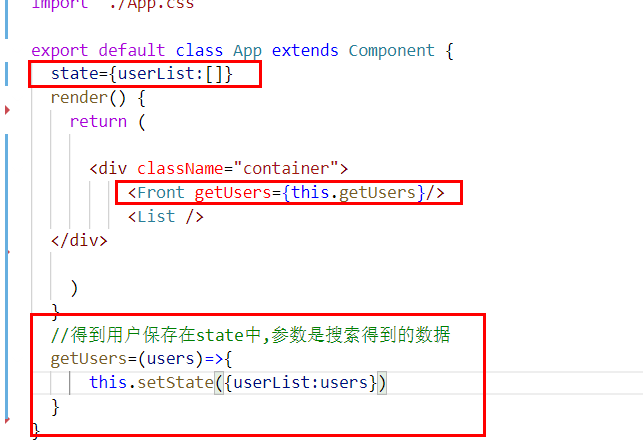 import "./App.css
export default class App extends Component {
state={userList:[]}
render() {
return (
<div className="container">
<Front getUsers={this.getUsers}/>
<List />
</div>
)
}
//得到用户保存在state中,参数是搜索得到的数据
getUsers=(users)=>{
this.setState({userList:users})
}
}